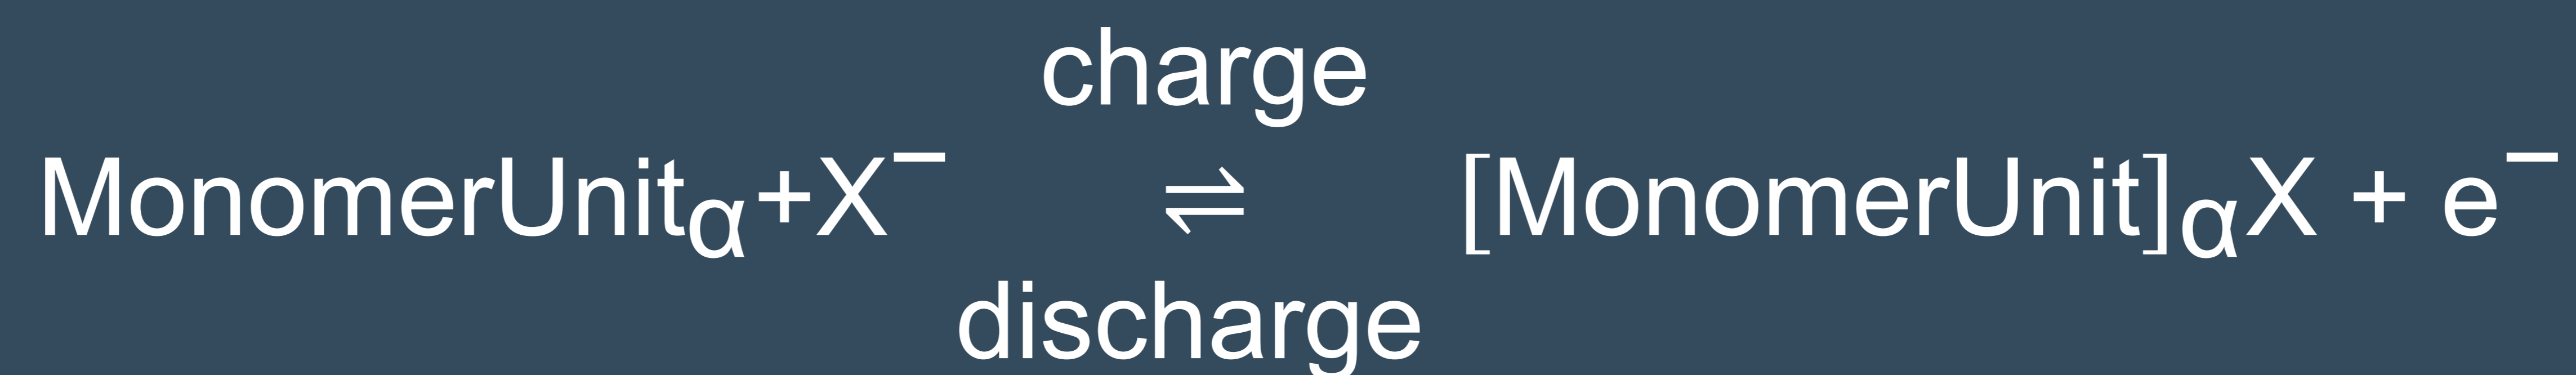 charge
MonomerUnitα+X− ⇌ [MonomerUnit]αX + e−
discharge